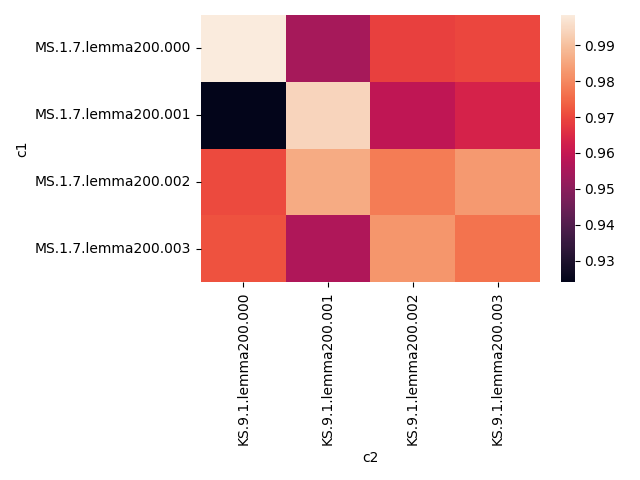 MS.1.7.lemma200.000
MS.1.7.lemma200.001
MS.1.7.lemma200.002
MS.1.7.lemma200.003
c1
KS.9.1.lemma200.000
KS.9.1.lemma200.001
KS.9.1.lemma200.002
KS.9.1.lemma200.003
c2
0.99
0.98
0.97
0.96
0.95
0.94
0.93